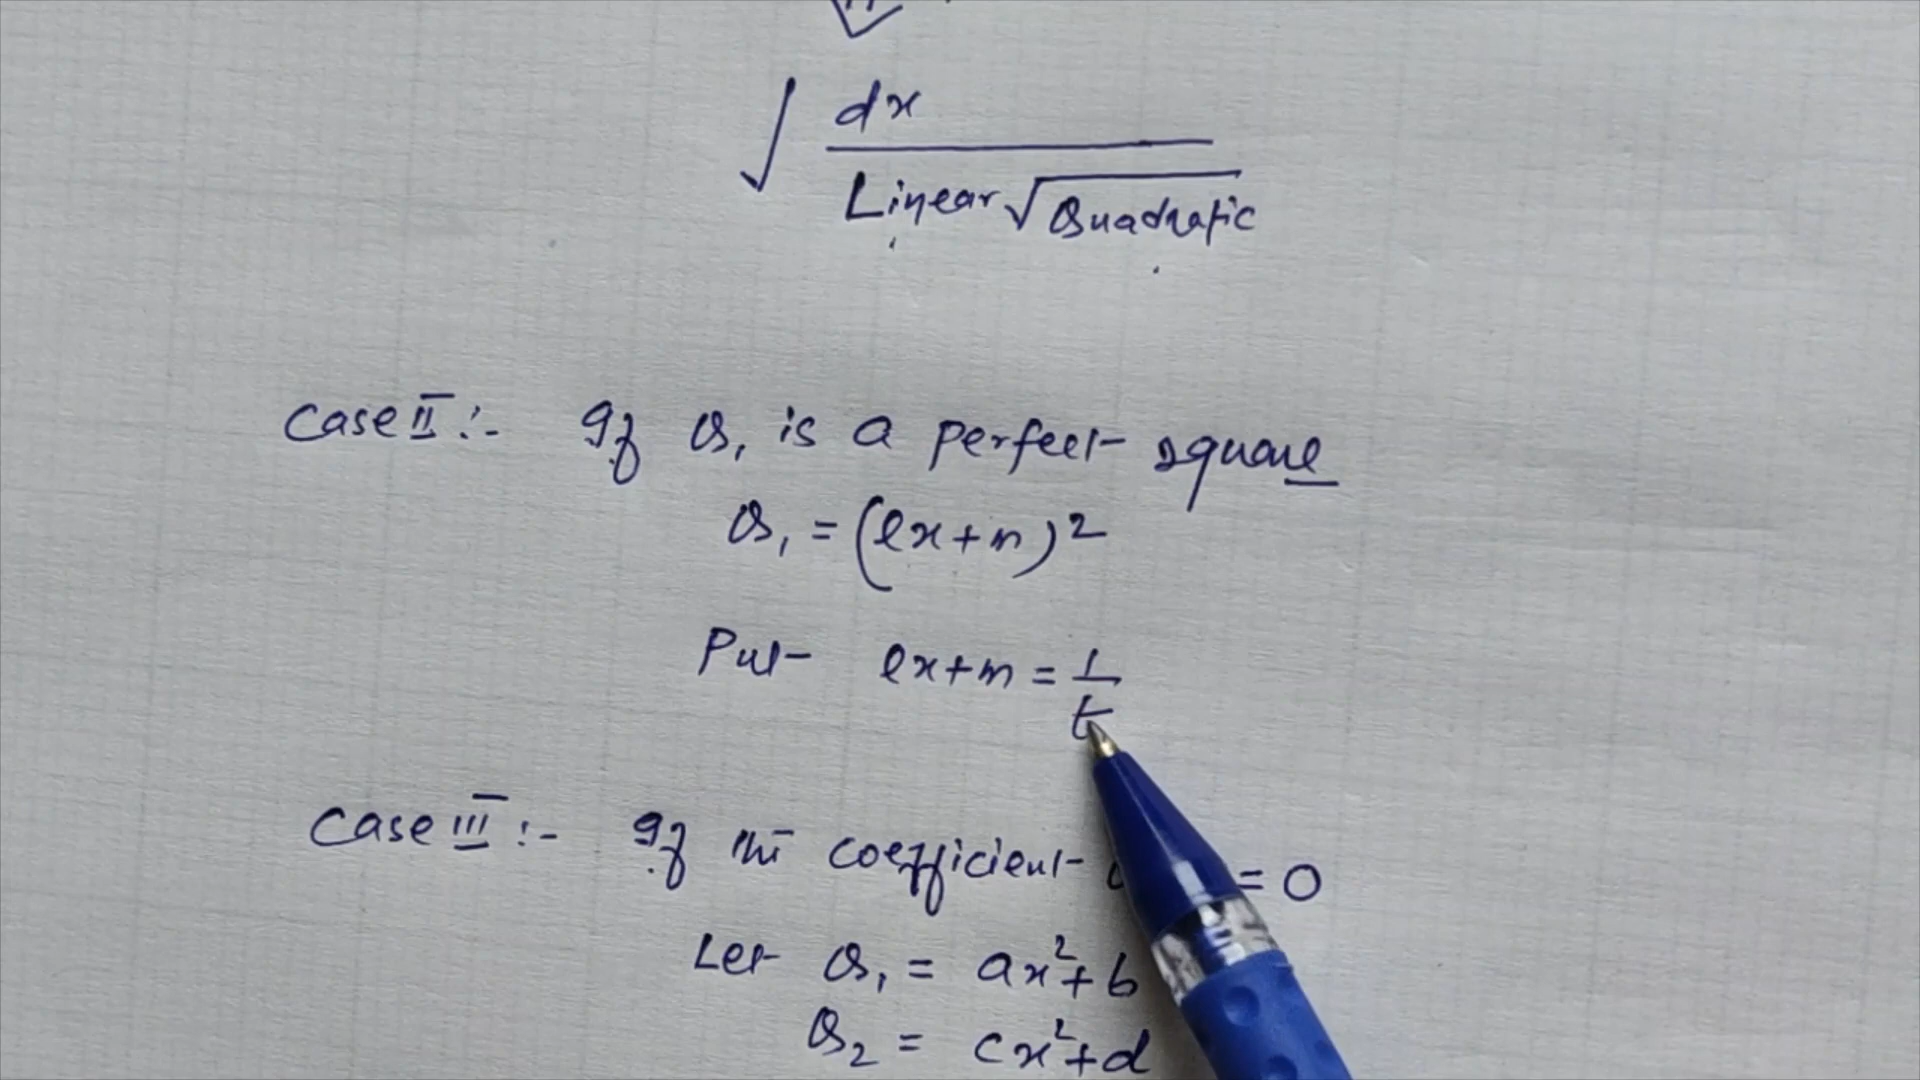 ∫ dx
Linear √Quadratic
Case II :- If Q₁ is a perfect square
Q₁ = (lx+m)²
Put lx+m = 1/t
Case III :- If the coefficient = 0
Let Q₁ = ax²+b
Q₂ = cx²+d